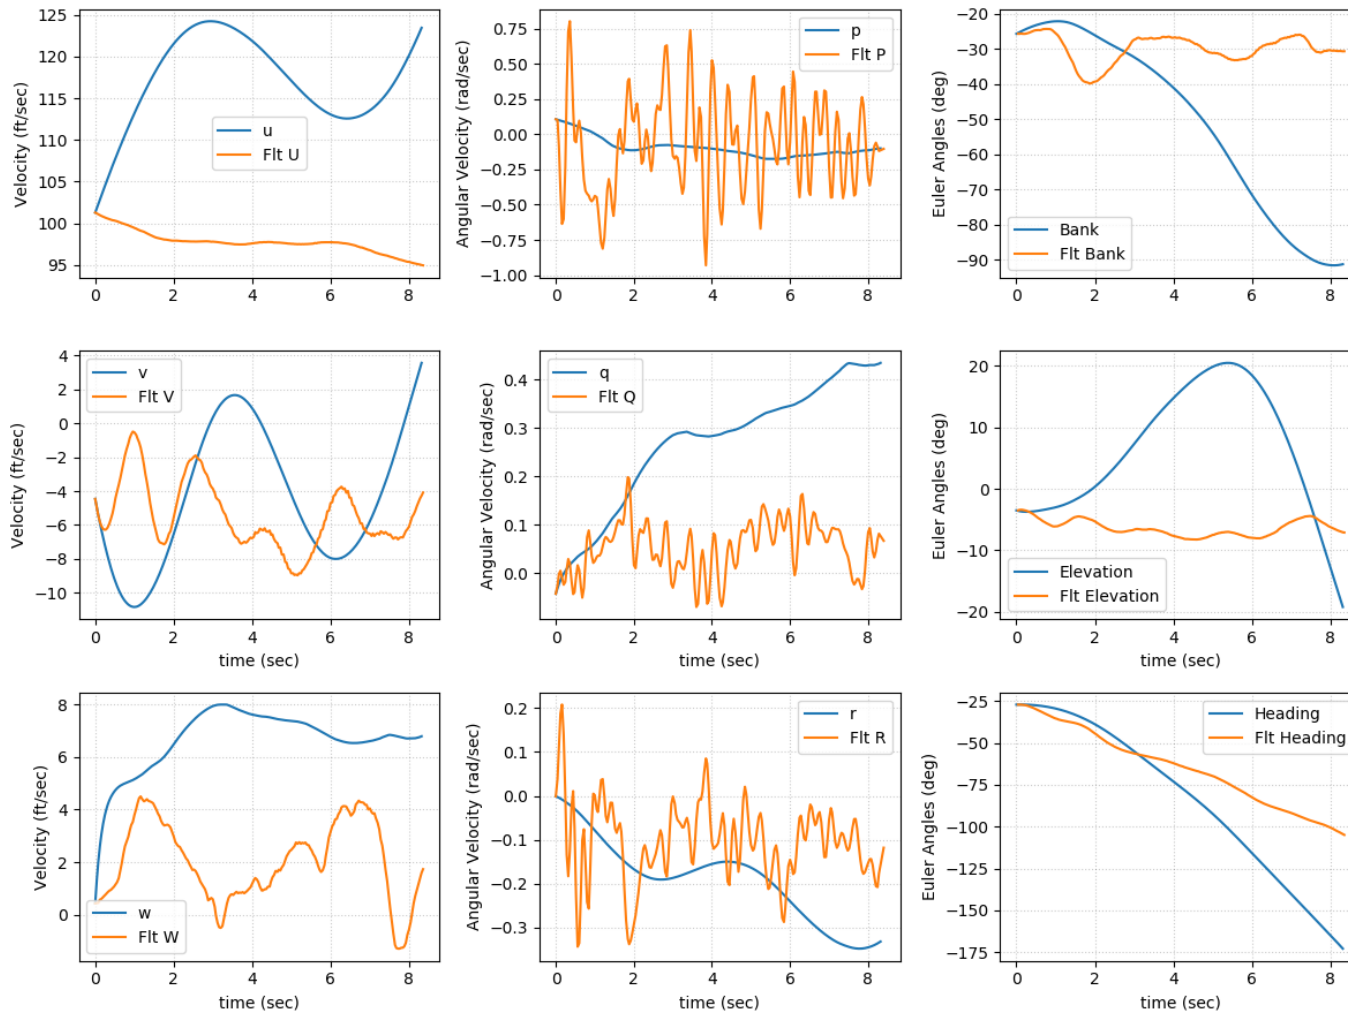 125
120
115
110
105
100
95
Velocity (ft/sec)
u
Flt U
0 2 4 6 8
0.75
0.50
0.25
0.00
−0.25
−0.50
−0.75
−1.00
Angular Velocity (rad/sec)
p
Flt P
0 2 4 6 8
−20
−30
−40
−50
−60
−70
−80
−90
Euler Angles (deg)
Bank
Flt Bank
0 2 4 6 8
4
2
0
−2
−4
−6
−8
−10
Velocity (ft/sec)
v
Flt V
0 2 4 6 8
time (sec)
0.4
0.3
0.2
0.1
0.0
Angular Velocity (rad/sec)
q
Flt Q
0 2 4 6 8
time (sec)
20
10
0
−10
−20
Euler Angles (deg)
Elevation
Flt Elevation
0 2 4 6 8
time (sec)
8
6
4
2
0
Velocity (ft/sec)
w
Flt W
0 2 4 6 8
time (sec)
0.2
0.1
0.0
−0.1
−0.2
−0.3
Angular Velocity (rad/sec)
r
Flt R
0 2 4 6 8
time (sec)
−25
−50
−75
−100
−125
−150
−175
Euler Angles (deg)
Heading
Flt Heading
0 2 4 6 8
time (sec)